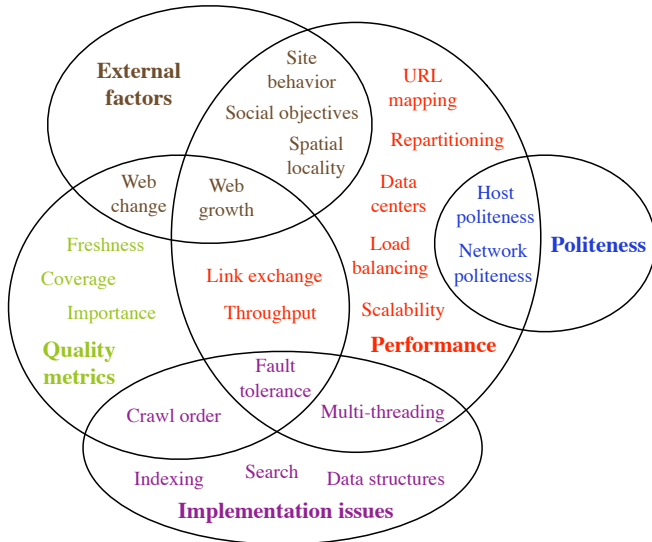 External
factors
Site
behavior
Social objectives
Spatial
locality
URL
mapping
Repartitioning
Web
change
Web
growth
Data
centers
Host
politeness
Network
politeness
Politeness
Freshness
Coverage
Importance
Quality
metrics
Link exchange
Throughput
Load
balancing
Scalability
Performance
Fault
tolerance
Crawl order
Multi-threading
Indexing
Search
Data structures
Implementation issues